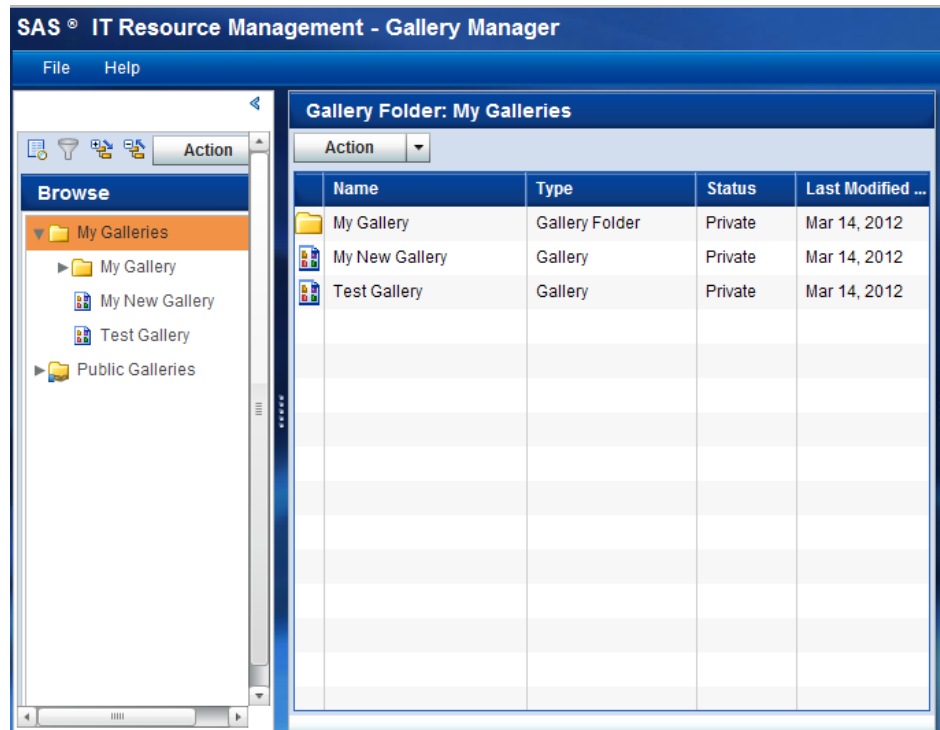 SAS ® IT Resource Management - Gallery Manager
File Help
Action
Browse
My Galleries
My Gallery
My New Gallery
Test Gallery
Public Galleries
Gallery Folder: My Galleries
Action
Name Type Status Last Modified ...
My Gallery Gallery Folder Private Mar 14, 2012
My New Gallery Gallery Private Mar 14, 2012
Test Gallery Gallery Private Mar 14, 2012